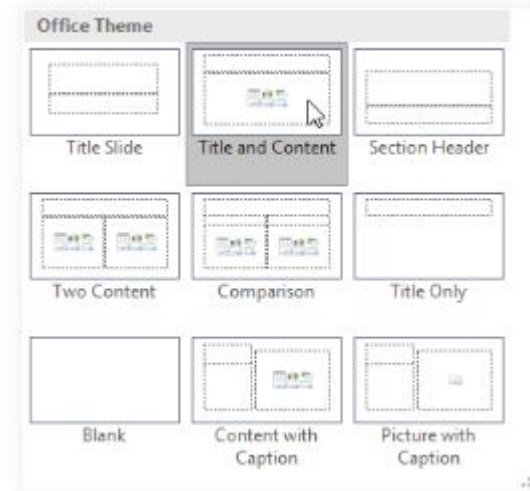 Office Theme
Title Slide
Title and Content
Section Header
Two Content
Comparison
Title Only
Blank
Content with
Caption
Picture with
Caption